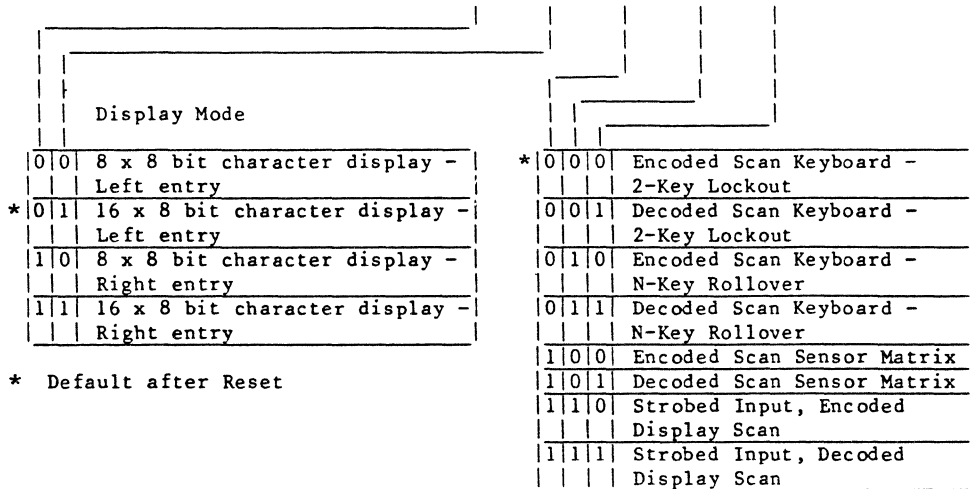 Display Mode
|0|0| 8 x 8 bit character display -
Left entry
*|0|1| 16 x 8 bit character display -
Left entry
|1|0| 8 x 8 bit character display -
Right entry
|1|1| 16 x 8 bit character display -
Right entry
* Default after Reset
*|0|0|0| Encoded Scan Keyboard -
2-Key Lockout
|0|0|1| Decoded Scan Keyboard -
2-Key Lockout
|0|1|0| Encoded Scan Keyboard -
N-Key Rollover
|0|1|1| Decoded Scan Keyboard -
N-Key Rollover
|1|0|0| Encoded Scan Sensor Matrix
|1|0|1| Decoded Scan Sensor Matrix
|1|1|0| Strobed Input, Encoded
Display Scan
|1|1|1| Strobed Input, Decoded
Display Scan